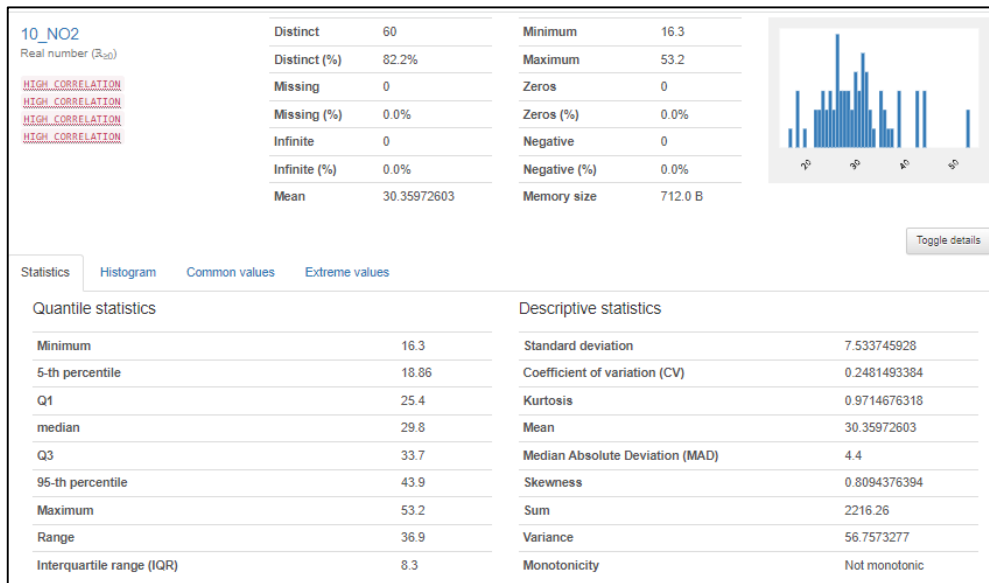 10_NO2
Real number (ℝ≥0)
HIGH CORRELATION
HIGH CORRELATION
HIGH CORRELATION
HIGH CORRELATION
Distinct 60
Distinct (%) 82.2%
Missing 0
Missing (%) 0.0%
Infinite 0
Infinite (%) 0.0%
Mean 30.35972603
Minimum 16.3
Maximum 53.2
Zeros 0
Zeros (%) 0.0%
Negative 0
Negative (%) 0.0%
Memory size 712.0 B
20 30 40 50
Toggle details
Statistics Histogram Common values Extreme values
Quantile statistics
Minimum 16.3
5-th percentile 18.86
Q1 25.4
median 29.8
Q3 33.7
95-th percentile 43.9
Maximum 53.2
Range 36.9
Interquartile range (IQR) 8.3
Descriptive statistics
Standard deviation 7.533745928
Coefficient of variation (CV) 0.2481493384
Kurtosis 0.9714676318
Mean 30.35972603
Median Absolute Deviation (MAD) 4.4
Skewness 0.8094376394
Sum 2216.26
Variance 56.7573277
Monotonicity Not monotonic